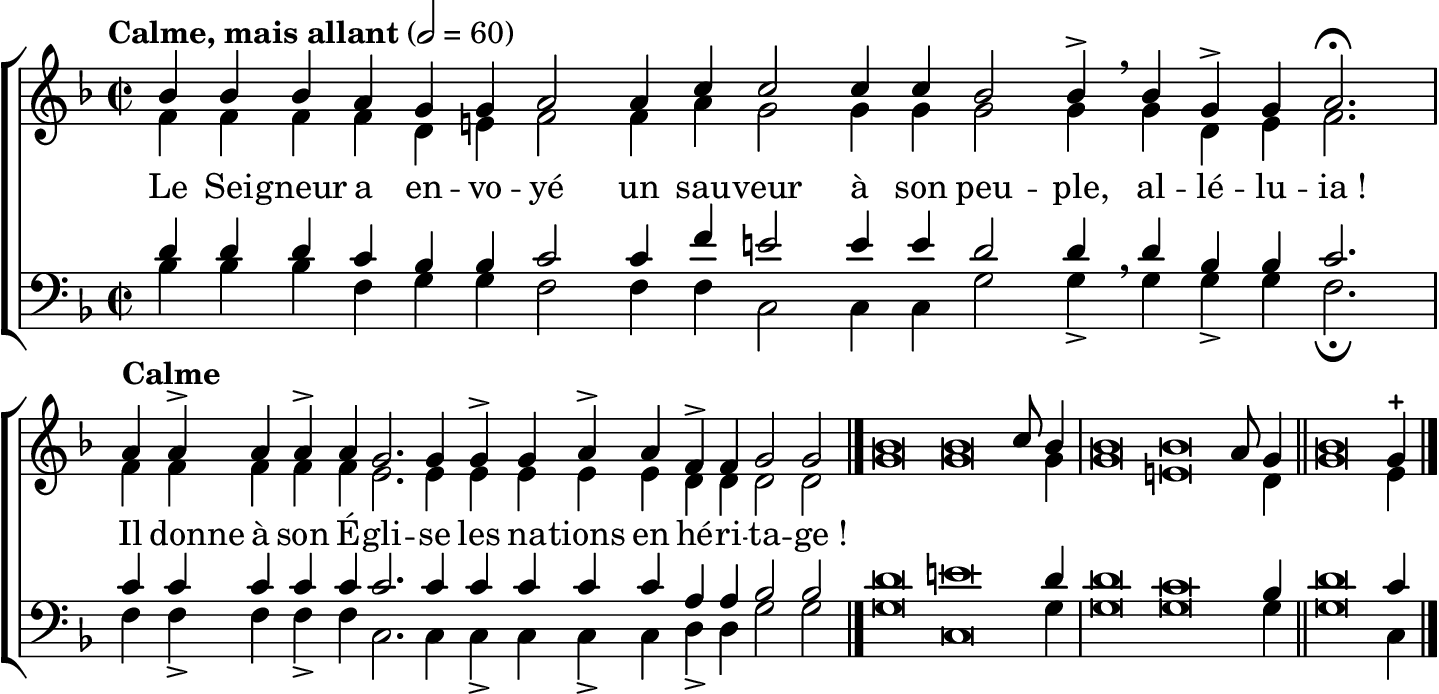 Calme, mais allant (𝅗𝅥 = 60)
Le Seigneur a en -- vo -- yé un sauveur à son peu -- ple, al -- lé -- lu -- ia !
Calme
Il donne à son Égli -- se les nations en héri -- ta -- ge !